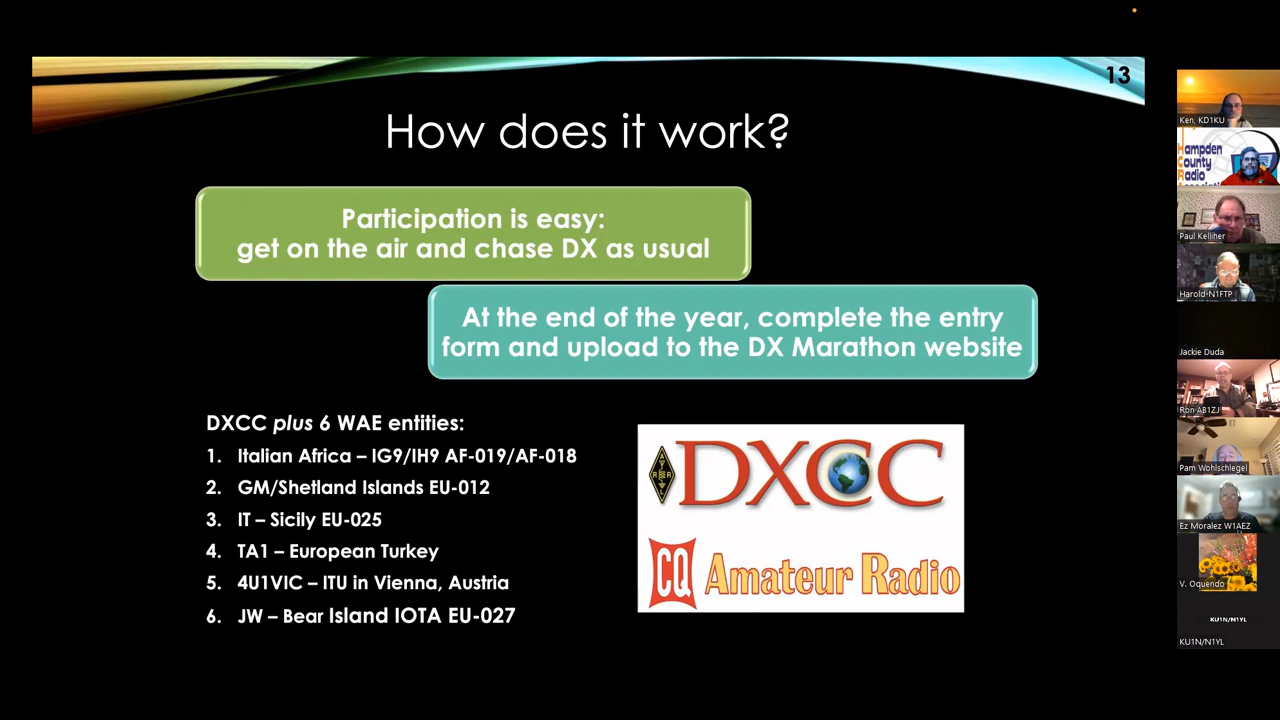 13
How does it work?
Participation is easy:
get on the air and chase DX as usual
At the end of the year, complete the entry
form and upload to the DX Marathon website
DXCC plus 6 WAE entities:
1. Italian Africa – IG9/IH9 AF-019/AF-018
2. GM/Shetland Islands EU-012
3. IT – Sicily EU-025
4. TA1 – European Turkey
5. 4U1VIC – ITU in Vienna, Austria
6. JW – Bear Island IOTA EU-027
DXCC
CQ Amateur Radio
Ken, KD1KU
Hampden
County
Radio
Paul Kelliher
Harold-N1FTP
Jackie Duda
Ron-AB1ZJ
Pam Wohlschlegel
Ez Moralez W1AEZ
V. Oquendo
KU1N/N1YL
KU1N/N1YL